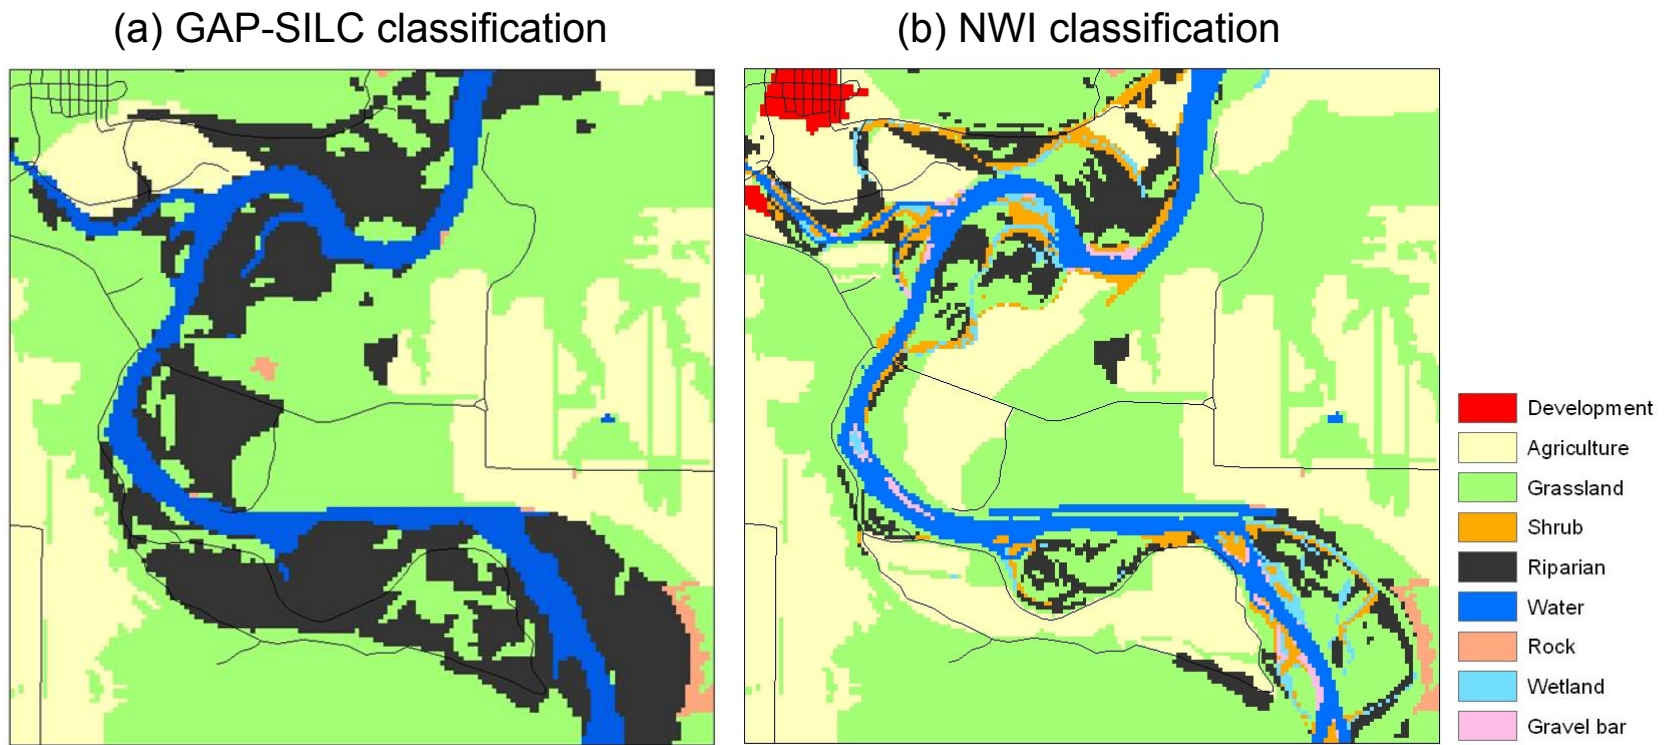 (a) GAP-SILC classification
(b) NWI classification
Development
Agriculture
Grassland
Shrub
Riparian
Water
Rock
Wetland
Gravel bar